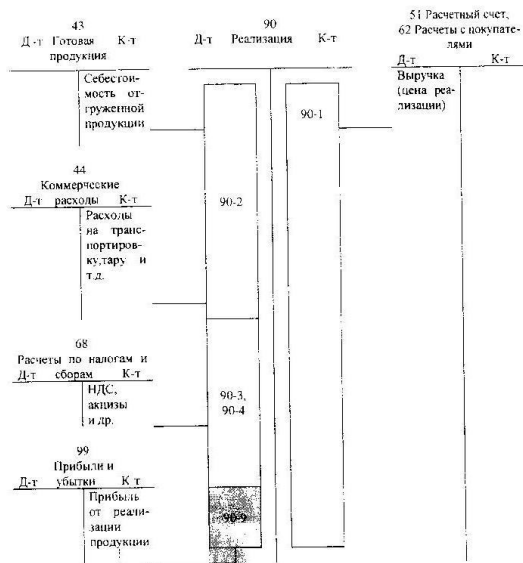 43
Д-т Готовая К-т
продукция
Себестои-
мость от-
груженной
продукции
44
Коммерческие
Д-т расходы К-т
Расходы
на транс-
портиров-
ку,тару и
т.д.
68
Расчеты по налогам и
Д-т сборам К-т
НДС,
акцизы
и др.
99
Прибыли и
Д-т убытки К-т
Прибыль
от реали-
зации
продукции
90
Д-т Реализация К-т
90-1
90-2
90-3,
90-4
90-9
51 Расчетный счет,
62 Расчеты с покупате-
лями
Д-т К-т
Выручка
(цена реа-
лизации)